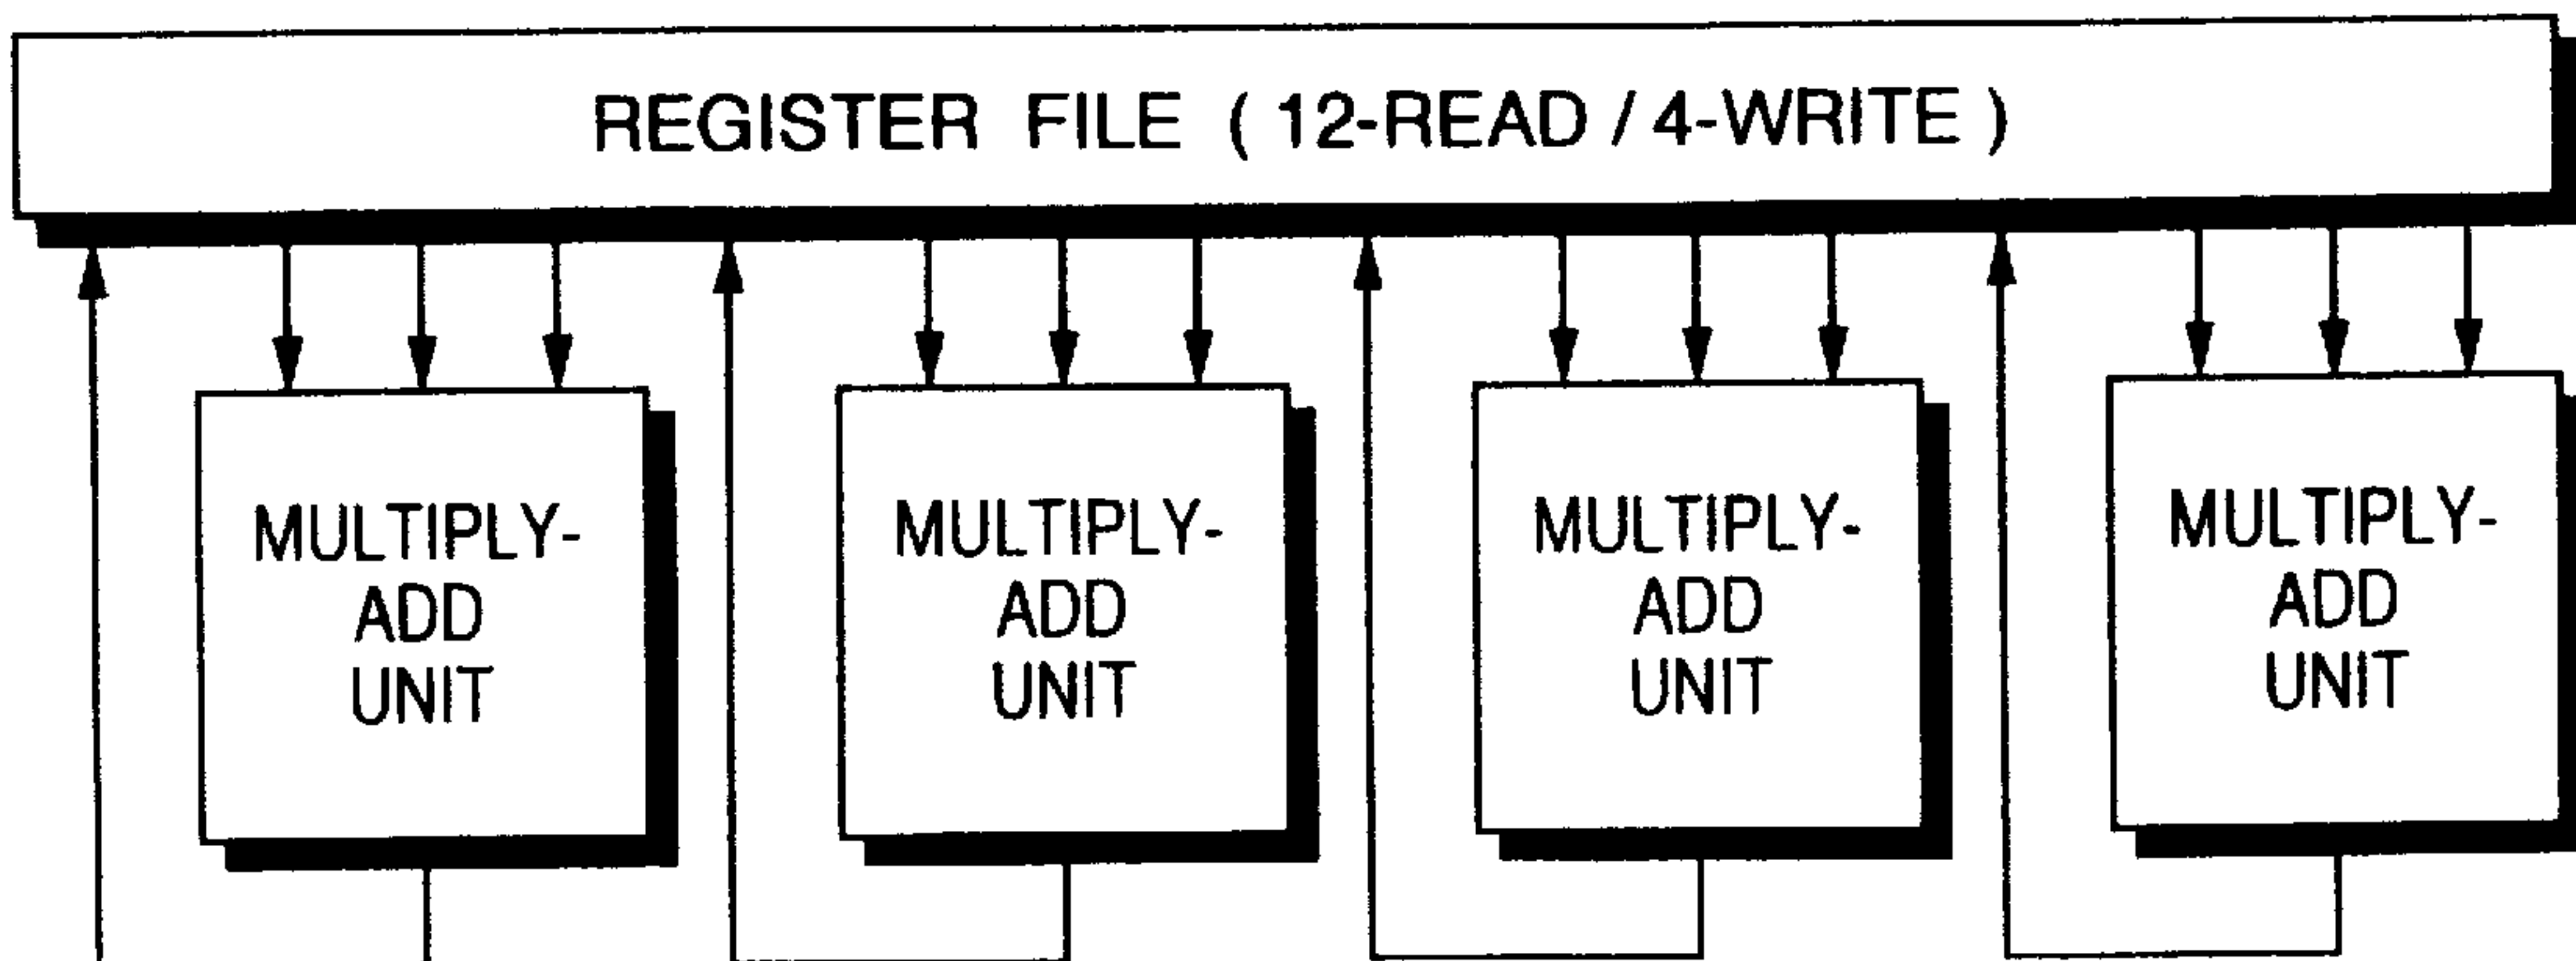 REGISTER FILE ( 12-READ / 4-WRITE )
MULTIPLY-
ADD
UNIT
MULTIPLY-
ADD
UNIT
MULTIPLY-
ADD
UNIT
MULTIPLY-
ADD
UNIT